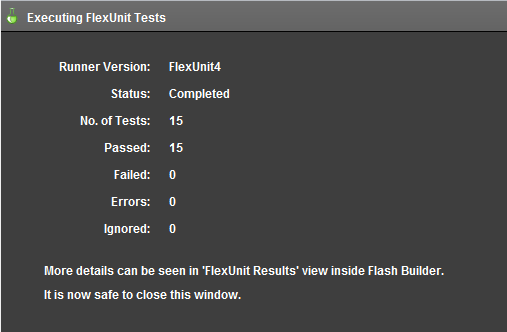 Executing FlexUnit Tests
Runner Version: FlexUnit4
Status: Completed
No. of Tests: 15
Passed: 15
Failed: 0
Errors: 0
Ignored: 0
More details can be seen in 'FlexUnit Results' view inside Flash Builder.
It is now safe to close this window.